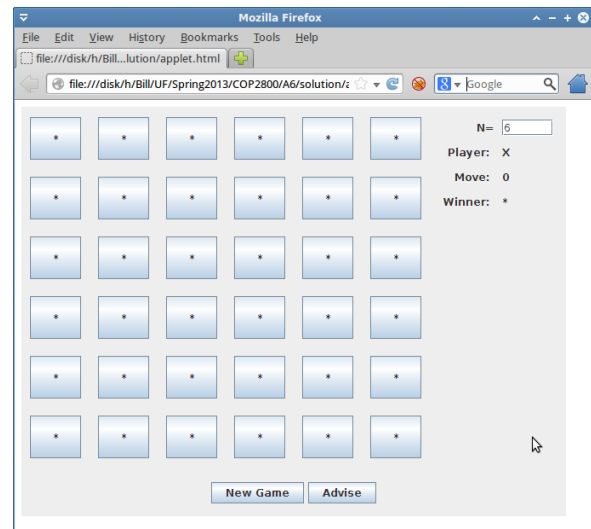 Mozilla Firefox
File Edit View History Bookmarks Tools Help
file:///disk/h/Bill...lution/applet.html
file:///disk/h/Bill/UF/Spring2013/COP2800/A6/solution/a
Google
* * * * * *
N= 6
Player: X
* * * * * *
Move: 0
Winner: *
* * * * * *
* * * * * *
* * * * * *
* * * * * *
New Game Advise